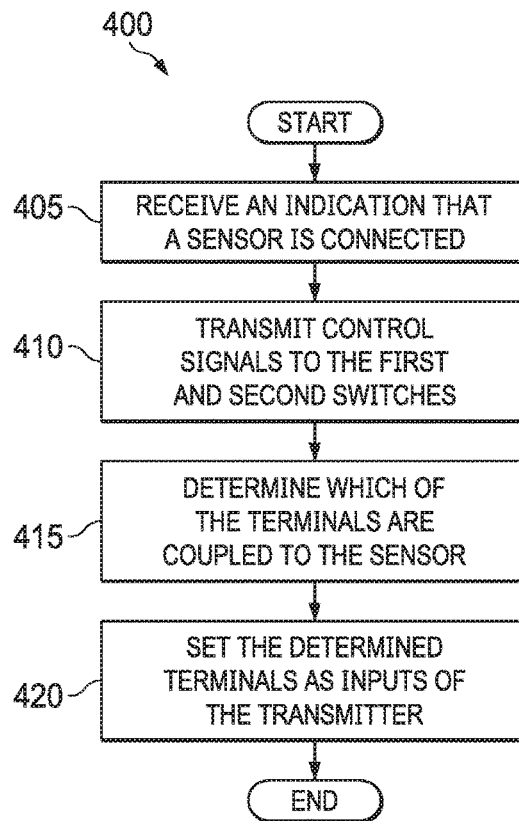 400
START
405
RECEIVE AN INDICATION THAT
A SENSOR IS CONNECTED
410
TRANSMIT CONTROL
SIGNALS TO THE FIRST
AND SECOND SWITCHES
415
DETERMINE WHICH OF
THE TERMINALS ARE
COUPLED TO THE SENSOR
420
SET THE DETERMINED
TERMINALS AS INPUTS OF
THE TRANSMITTER
END